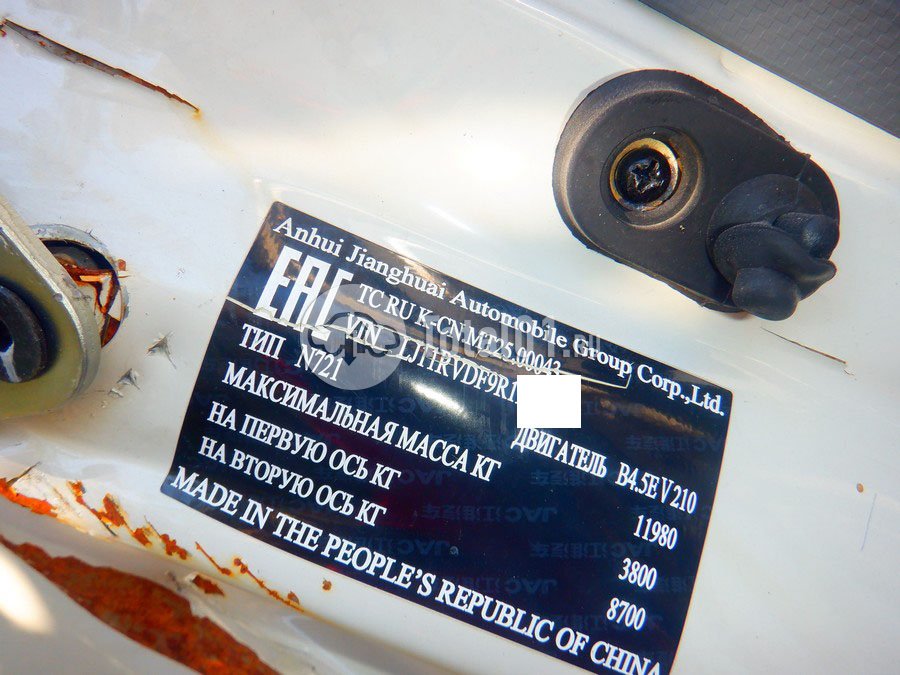 Anhui Jianghuai Automobile Group Corp.,Ltd.
EAC TC RU K-CN.MT25.00043
VIN LJ11RVDF9R1
ТИП N721 ДВИГАТЕЛЬ B4.5EV210
МАКСИМАЛЬНАЯ МАССА КГ 11980
НА ПЕРВУЮ ОСЬ КГ 3800
НА ВТОРУЮ ОСЬ КГ 8700
MADE IN THE PEOPLE'S REPUBLIC OF CHINA